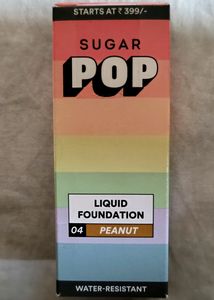 STARTS AT ₹ 399/-
SUGAR
POP
LIQUID
FOUNDATION
04 PEANUT
WATER-RESISTANT